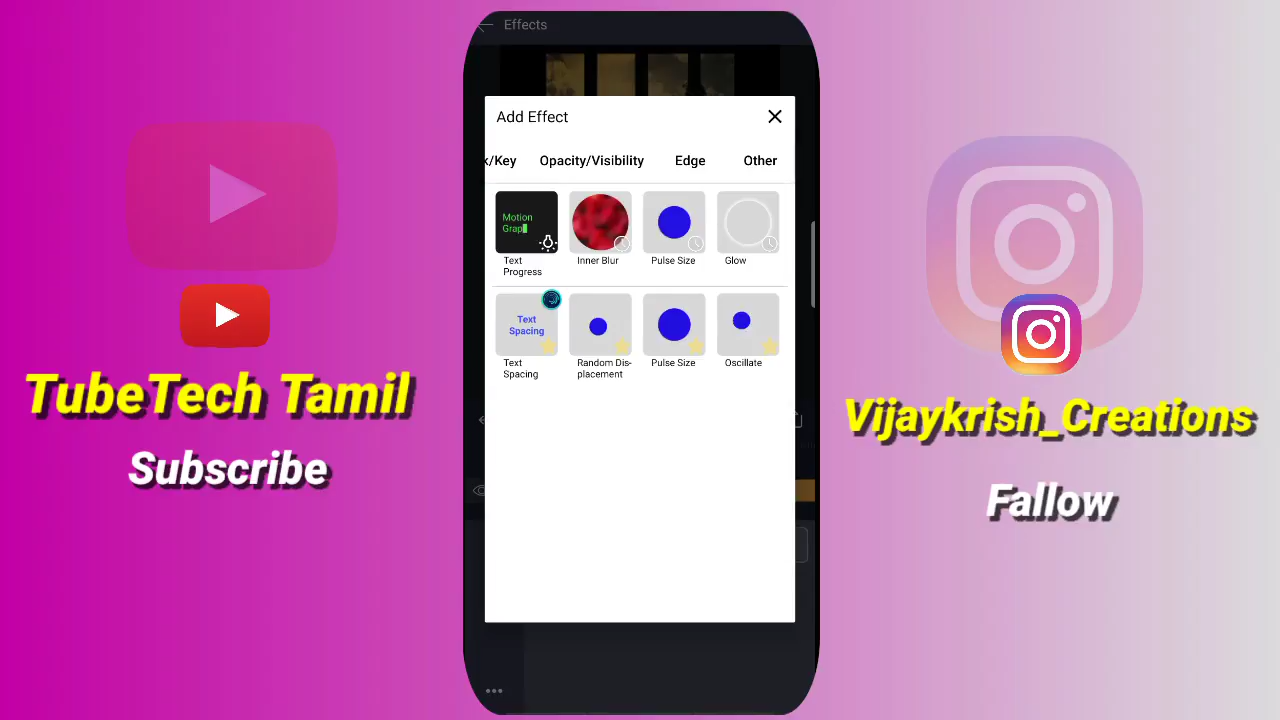 Effects
Add Effect
x/Key Opacity/Visibility Edge Other
Motion
Grap
Text
Progress
Inner Blur
Pulse Size
Glow
Text
Spacing
Text
Spacing
Random Dis-
placement
Pulse Size
Oscillate
TubeTech Tamil
Subscribe
Vijaykrish_Creations
Fallow